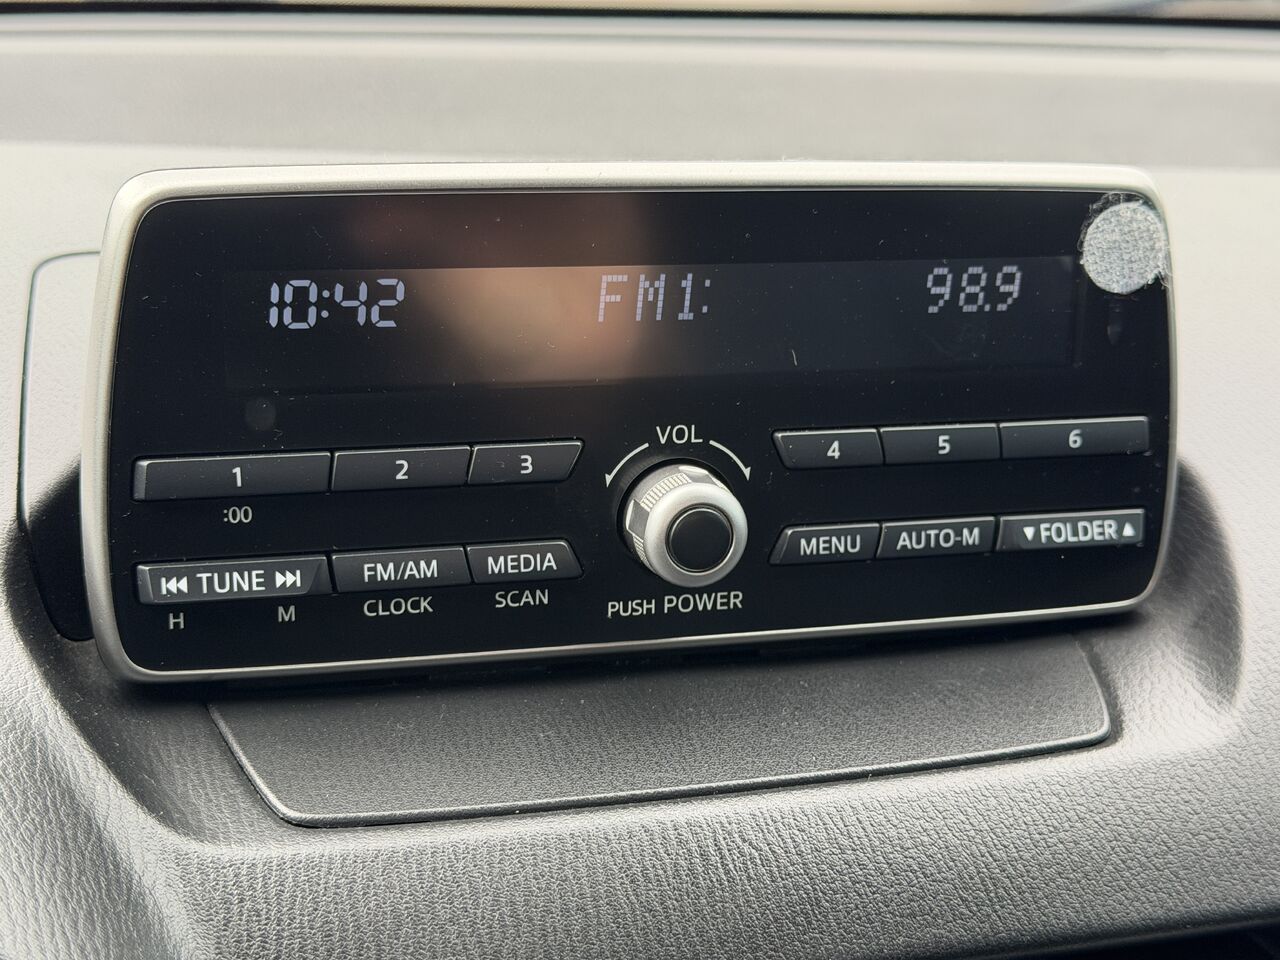 10:42 FM1: 98.9
VOL
1 2 3 4 5 6
:00
⏮ TUNE ⏭ FM/AM MEDIA MENU AUTO-M ▼FOLDER▲
H M CLOCK SCAN PUSH POWER